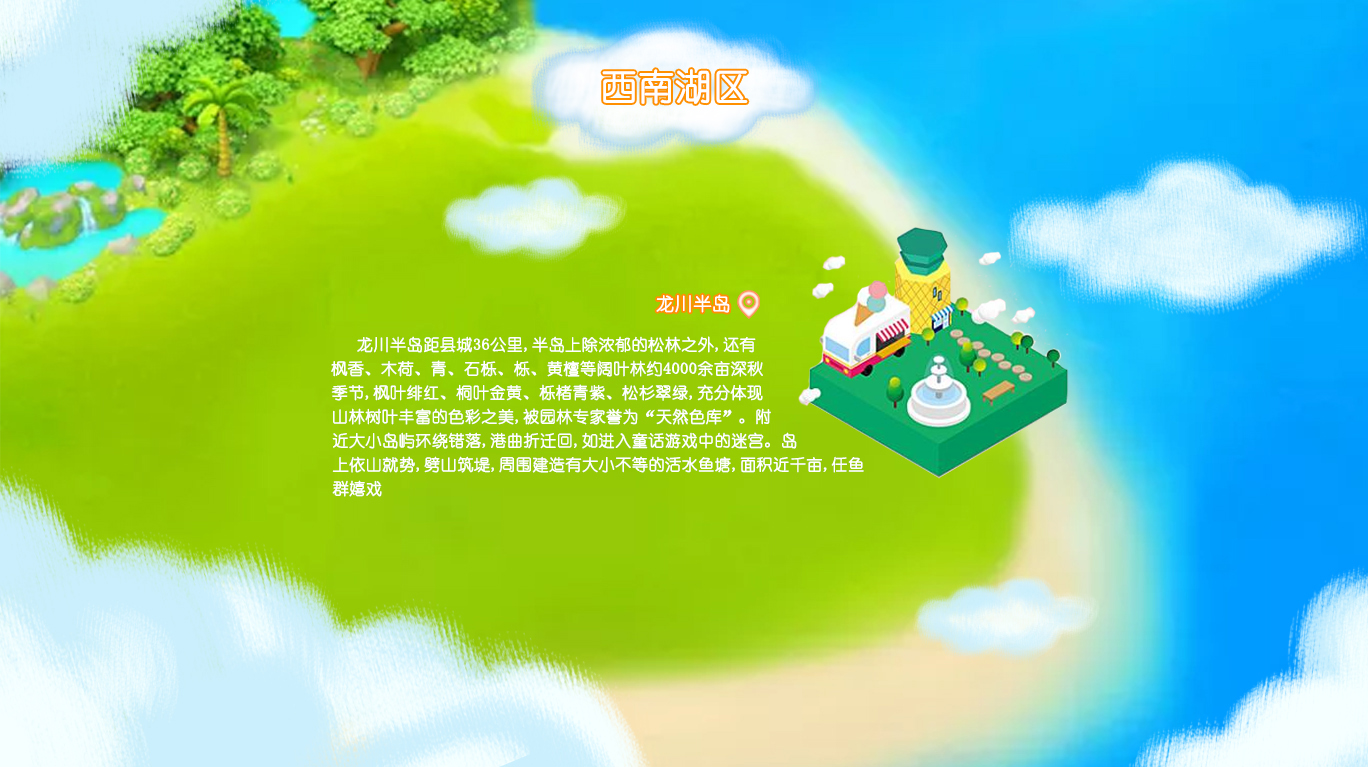 西南湖区
龙川半岛
龙川半岛距县城36公里,半岛上除浓郁的松林之外,还有
枫香、木荷、青、石栎、栎、黄檀等阔叶林约4000余亩深秋
季节,枫叶绯红、桐叶金黄、栎楮青紫、松杉翠绿,充分体现
山林树叶丰富的色彩之美,被园林专家誉为“天然色库”。附
近大小岛屿环绕错落,港曲折迂回,如进入童话游戏中的迷宫。岛
上依山就势,劈山筑堤,周围建造有大小不等的活水鱼塘,面积近千亩,任鱼
群嬉戏